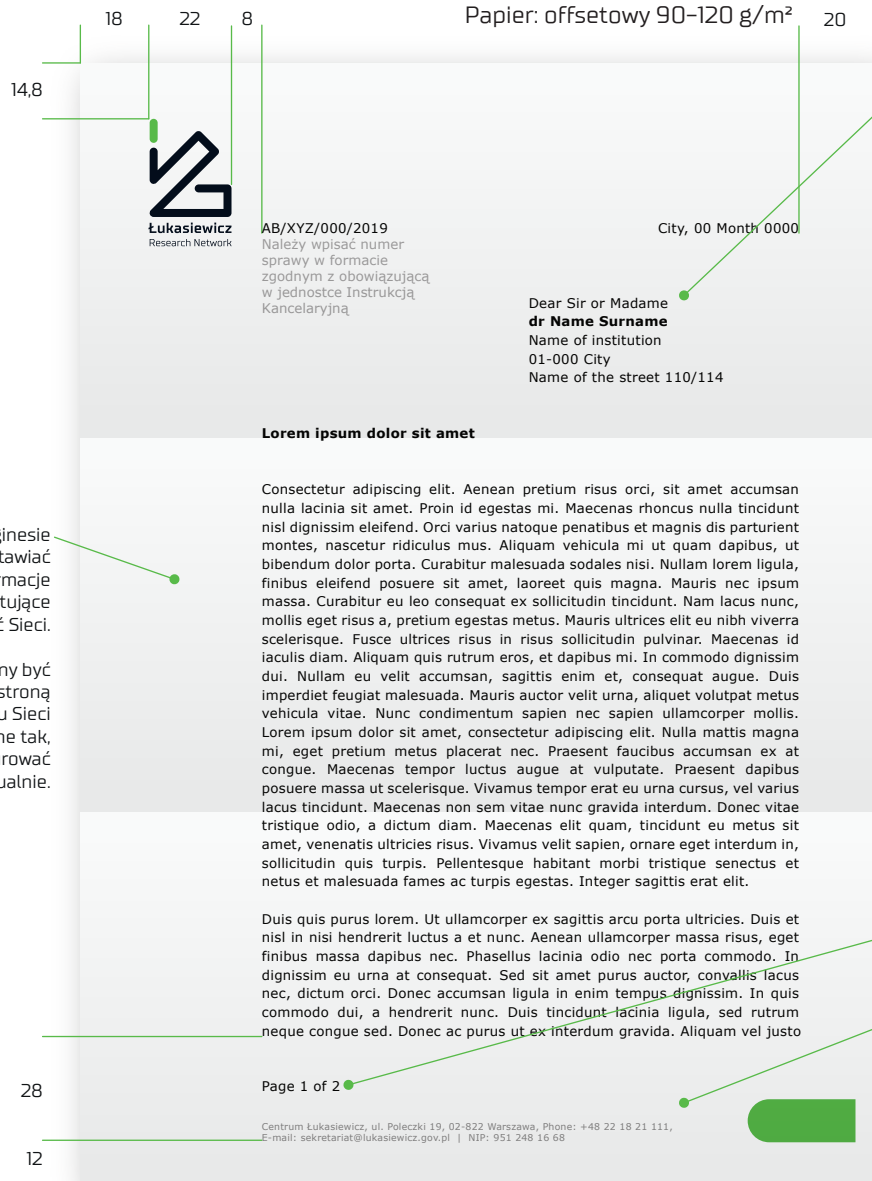 Papier: offsetowy 90–120 g/m²
18 22 8 20
14,8
Łukasiewicz
Research Network
AB/XYZ/000/2019
Należy wpisać numer
sprawy w formacie
zgodnym z obowiązującą
w jednostce Instrukcją
Kancelaryjną
City, 00 Month 0000
Dear Sir or Madame
dr Name Surname
Name of institution
01-000 City
Name of the street 110/114
Lorem ipsum dolor sit amet
Consectetur adipiscing elit. Aenean pretium risus orci, sit amet accumsan
nulla lacinia sit amet. Proin id egestas mi. Maecenas rhoncus nulla tincidunt
nisl dignissim eleifend. Orci varius natoque penatibus et magnis dis parturient
montes, nascetur ridiculus mus. Aliquam vehicula mi ut quam dapibus, ut
bibendum dolor porta. Curabitur malesuada sodales nisi. Nullam lorem ligula,
finibus eleifend posuere sit amet, laoreet quis magna. Mauris nec ipsum
massa. Curabitur eu leo consequat ex sollicitudin tincidunt. Nam lacus nunc,
mollis eget risus a, pretium egestas metus. Mauris ultrices elit eu nibh viverra
scelerisque. Fusce ultrices risus in risus sollicitudin pulvinar. Maecenas id
iaculis diam. Aliquam quis rutrum eros, et dapibus mi. In commodo dignissim
dui. Nullam eu velit accumsan, sagittis enim et, consequat augue. Duis
imperdiet feugiat malesuada. Mauris auctor velit urna, aliquet volutpat metus
vehicula vitae. Nunc condimentum sapien nec sapien ullamcorper mollis.
Lorem ipsum dolor sit amet, consectetur adipiscing elit. Nulla mattis magna
mi, eget pretium metus placerat nec. Praesent faucibus accumsan ex at
congue. Maecenas tempor luctus augue at vulputate. Praesent dapibus
posuere massa ut scelerisque. Vivamus tempor erat eu urna cursus, vel varius
lacus tincidunt. Maecenas non sem vitae nunc gravida interdum. Donec vitae
tristique odio, a dictum diam. Maecenas elit quam, tincidunt eu metus sit
amet, venenatis ultricies risus. Vivamus velit sapien, ornare eget interdum in,
sollicitudin quis turpis. Pellentesque habitant morbi tristique senectus et
netus et malesuada fames ac turpis egestas. Integer sagittis erat elit.
Duis quis purus lorem. Ut ullamcorper ex sagittis arcu porta ultricies. Duis et
nisl in nisi hendrerit luctus a et nunc. Aenean ullamcorper massa risus, eget
finibus massa dapibus nec. Phasellus lacinia odio nec porta commodo. In
dignissim eu urna at consequat. Sed sit amet purus auctor, convallis lacus
nec, dictum orci. Donec accumsan ligula in enim tempus dignissim. In quis
commodo dui, a hendrerit nunc. Duis tincidunt lacinia ligula, sed rutrum
neque congue sed. Donec ac purus ut ex interdum gravida. Aliquam vel justo
Page 1 of 2
Centrum Łukasiewicz, ul. Poleczki 19, 02-822 Warszawa, Phone: +48 22 18 21 111,
E-mail: sekretariat@lukasiewicz.gov.pl | NIP: 951 248 16 68
Sieci.
być
stroną
Sieci
tak,
28
12